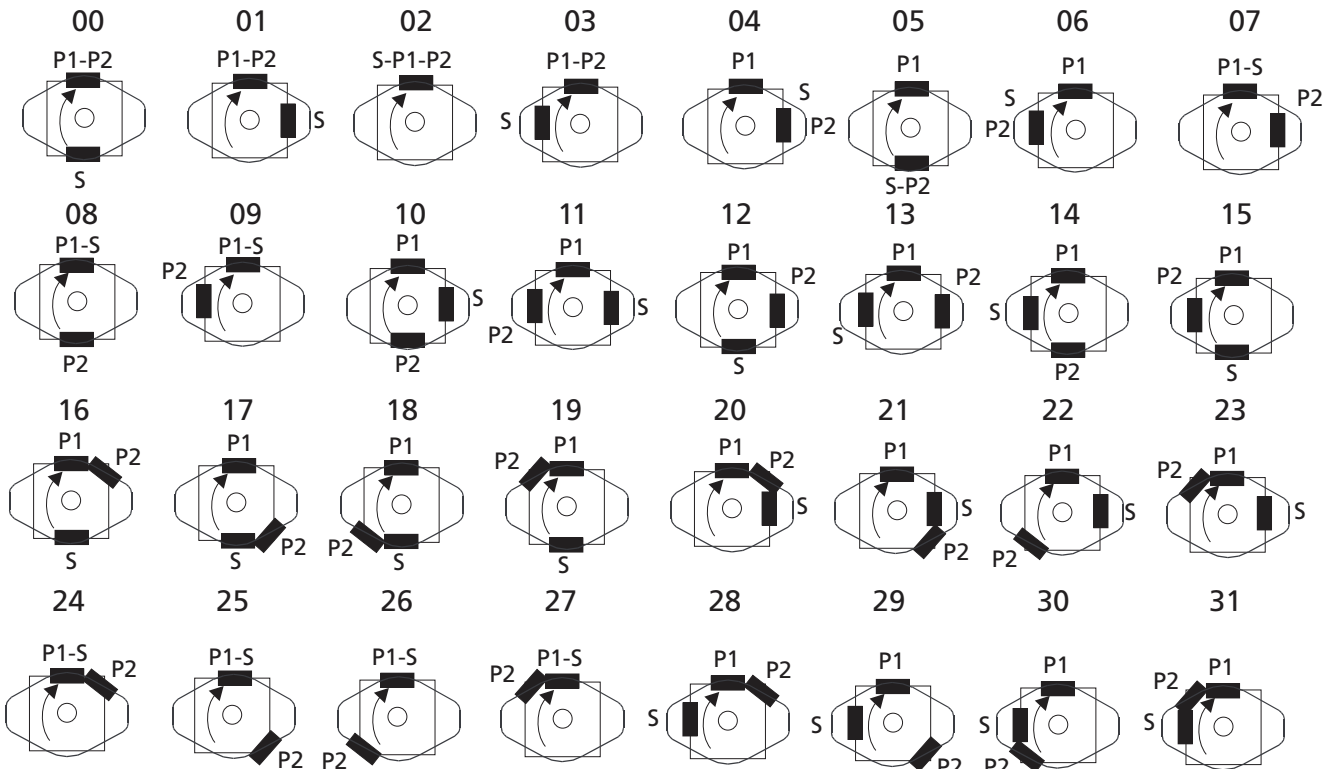 00 01 02 03 04 05 06 07
P1-P2 P1-P2 S-P1-P2 P1-P2 P1 P1 P1 P1-S
S S S S P2 S P2 P2
S S-P2
08 09 10 11 12 13 14 15
P1-S P1-S P1 P1 P1 P1 P1 P1
P2 S P2 S P2 S P2 S P2
P2 P2 S P2 S
16 17 18 19 20 21 22 23
P1 P1 P1 P1 P1 P1 P1 P1
P2 P2 P2 P2
S S S S
S P2 P2 S S S P2 P2
24 25 26 27 28 29 30 31
P1-S P1-S P1-S P1-S P1 P1 P1 P1
P2 P2 P2 P2
S S S S
P2 P2 P2 P2